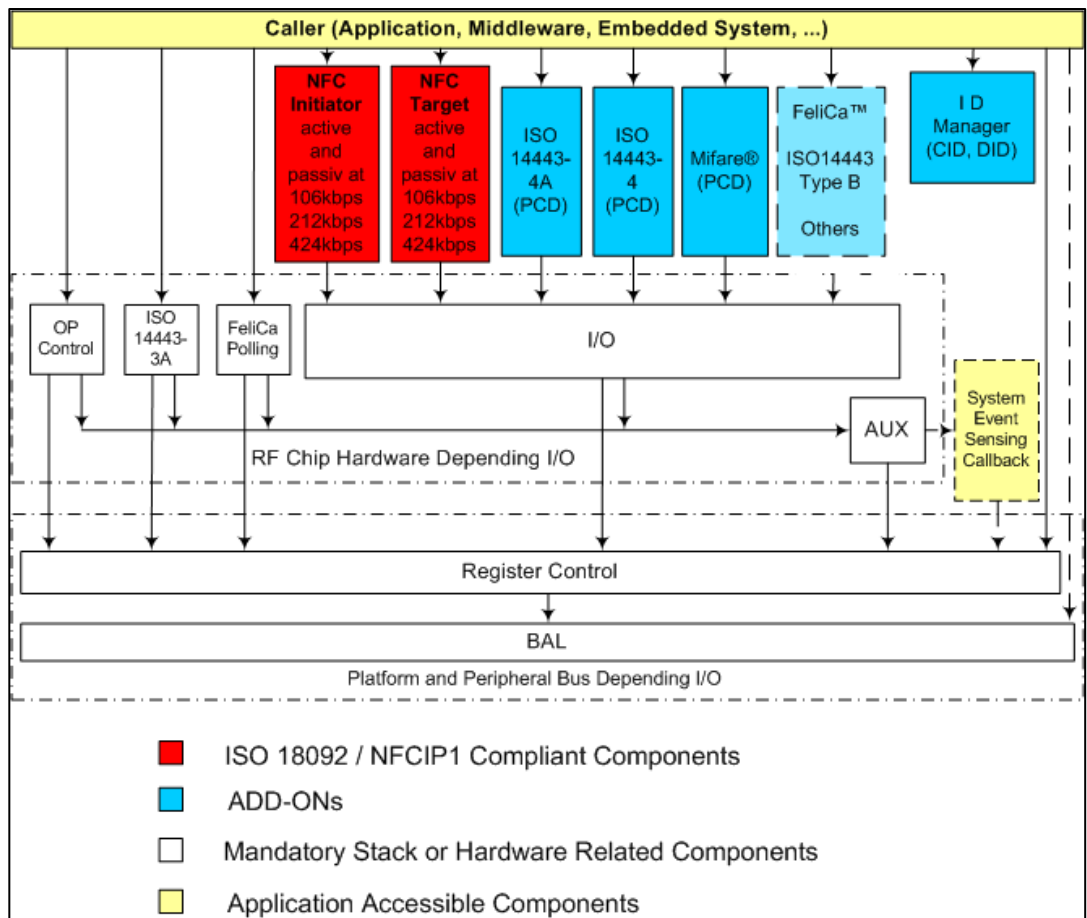 Caller (Application, Middleware, Embedded System, ...)
NFC
Initiator
active
and
passiv at
106kbps
212kbps
424kbps
NFC
Target
active
and
passiv at
106kbps
212kbps
424kbps
ISO
14443-
4A
(PCD)
ISO
14443-
4
(PCD)
Mifare®
(PCD)
FeliCa™
ISO14443
Type B
Others
I D
Manager
(CID, DID)
OP
Control
ISO
14443-
3A
FeliCa
Polling
I/O
AUX
System
Event
Sensing
Callback
RF Chip Hardware Depending I/O
Register Control
BAL
Platform and Peripheral Bus Depending I/O
ISO 18092 / NFCIP1 Compliant Components
ADD-ONs
Mandatory Stack or Hardware Related Components
Application Accessible Components